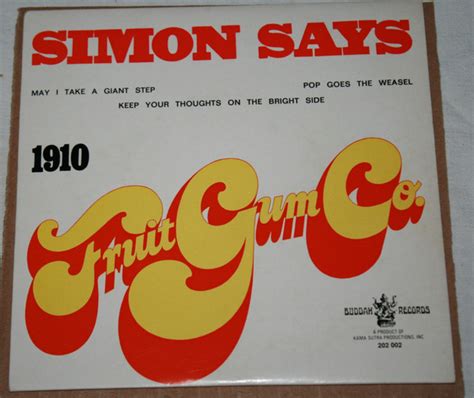 SIMON SAYS
MAY I TAKE A GIANT STEP
POP GOES THE WEASEL
KEEP YOUR THOUGHTS ON THE BRIGHT SIDE
1910
Fruit Gum Co.
BUDDAH RECORDS
A PRODUCT OF
KAMA SUTRA PRODUCTIONS, INC
202 002